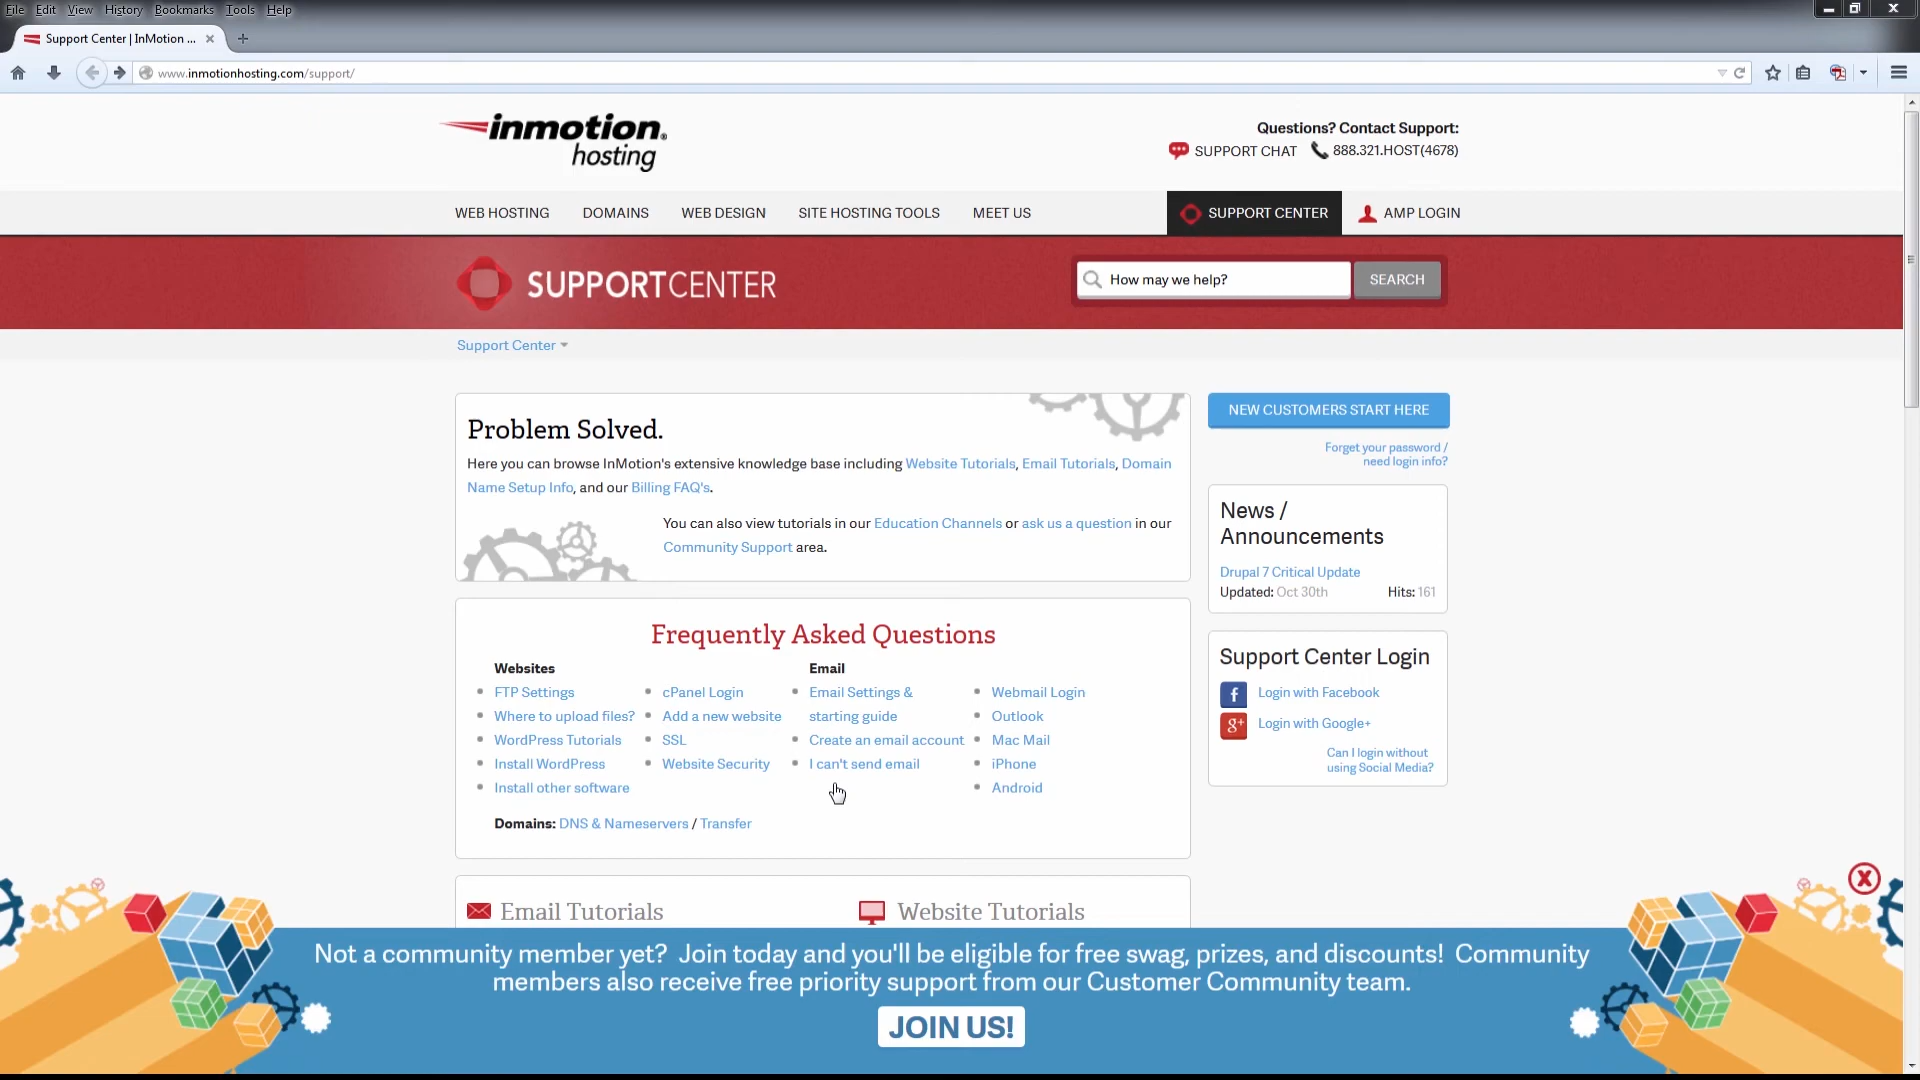 File Edit View History Bookmarks Tools Help
Support Center | InMotion ...
www.inmotionhosting.com/support/
inmotion
hosting
Questions? Contact Support:
SUPPORT CHAT 888.321.HOST(4678)
WEB HOSTING DOMAINS WEB DESIGN SITE HOSTING TOOLS MEET US SUPPORT CENTER AMP LOGIN
SUPPORTCENTER
How may we help? SEARCH
Support Center
Problem Solved.
Here you can browse InMotion's extensive knowledge base including Website Tutorials, Email Tutorials, Domain
Name Setup Info, and our Billing FAQ's.
You can also view tutorials in our Education Channels or ask us a question in our
Community Support area.
NEW CUSTOMERS START HERE
Forget your password /
need login info?
News /
Announcements
Drupal 7 Critical Update
Updated: Oct 30th Hits: 161
Frequently Asked Questions
Websites
FTP Settings
Where to upload files?
WordPress Tutorials
Install WordPress
Install other software
cPanel Login
Add a new website
SSL
Website Security
Email
Email Settings &
starting guide
Create an email account
I can't send email
Webmail Login
Outlook
Mac Mail
iPhone
Android
Domains: DNS & Nameservers / Transfer
Support Center Login
f Login with Facebook
g+ Login with Google+
Can I login without
using Social Media?
Email Tutorials
Website Tutorials
X
Not a community member yet? Join today and you'll be eligible for free swag, prizes, and discounts! Community
members also receive free priority support from our Customer Community team.
JOIN US!